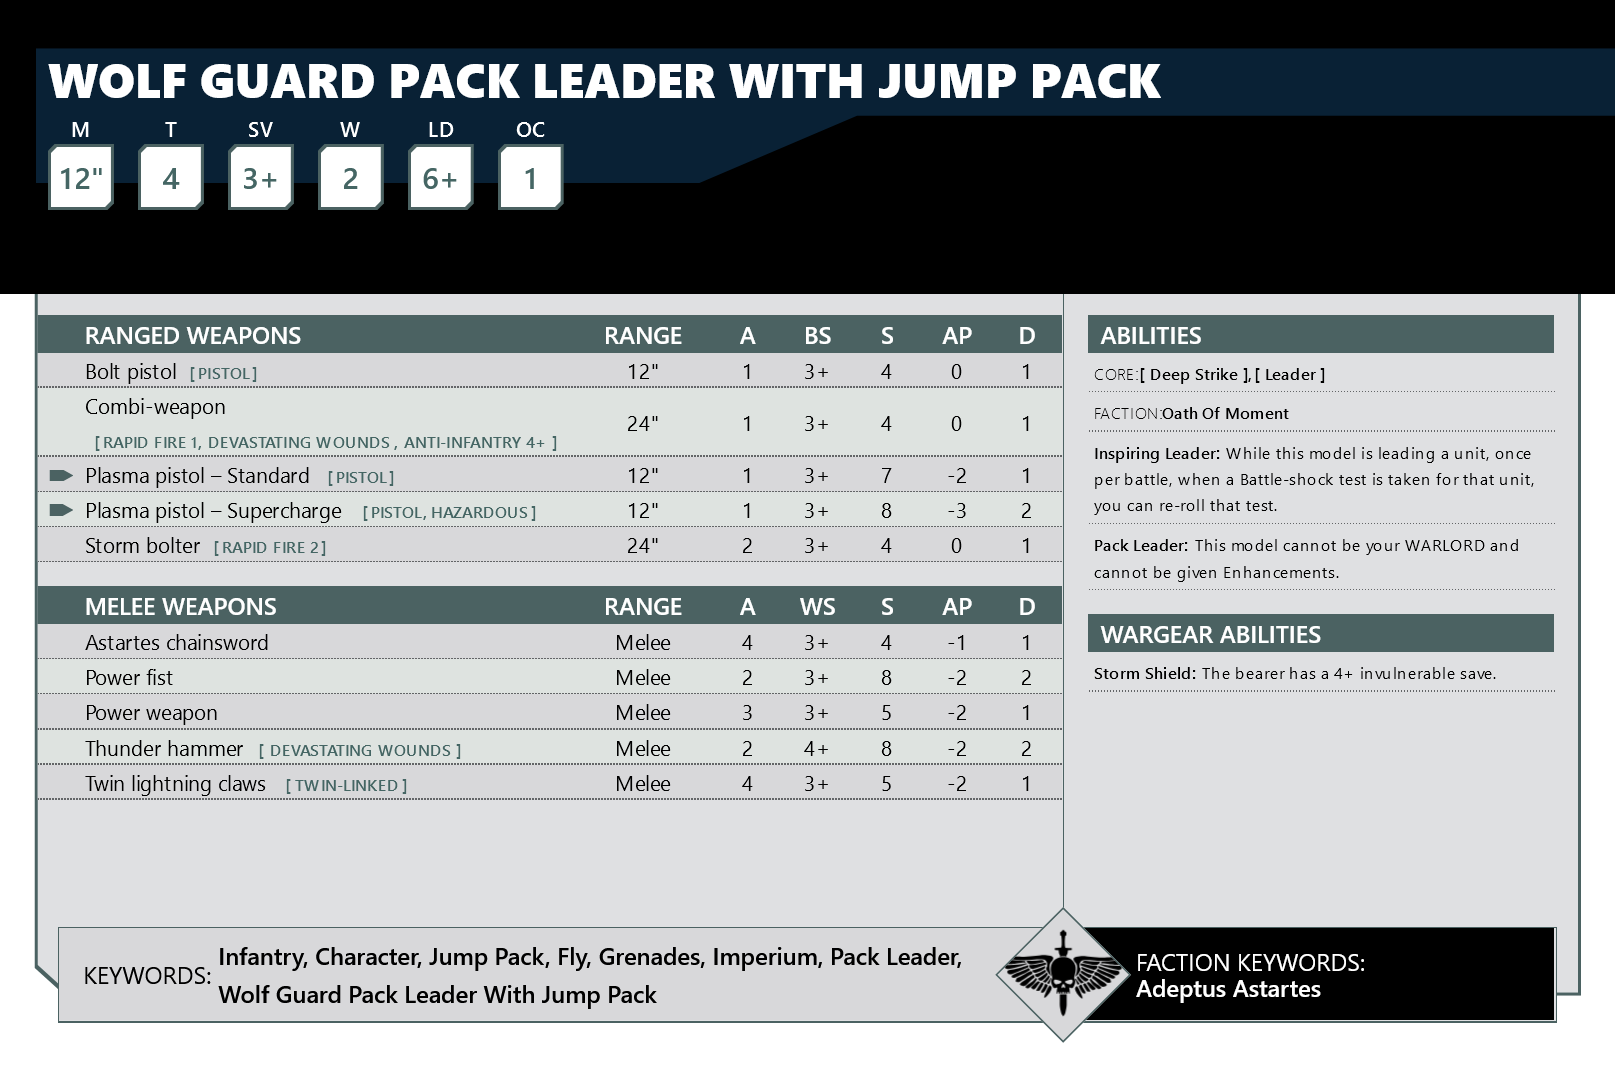 WOLF GUARD PACK LEADER WITH JUMP PACK
M T SV W LD OC
12" 4 3+ 2 6+ 1
RANGED WEAPONS RANGE A BS S AP D
Bolt pistol [ PISTOL ] 12" 1 3+ 4 0 1
Combi-weapon
24" 1 3+ 4 0 1
[ RAPID FIRE 1, DEVASTATING WOUNDS , ANTI-INFANTRY 4+ ]
Plasma pistol – Standard [ PISTOL ] 12" 1 3+ 7 -2 1
Plasma pistol – Supercharge [ PISTOL, HAZARDOUS ] 12" 1 3+ 8 -3 2
Storm bolter [ RAPID FIRE 2 ] 24" 2 3+ 4 0 1
MELEE WEAPONS RANGE A WS S AP D
Astartes chainsword Melee 4 3+ 4 -1 1
Power fist Melee 2 3+ 8 -2 2
Power weapon Melee 3 3+ 5 -2 1
Thunder hammer [ DEVASTATING WOUNDS ] Melee 2 4+ 8 -2 2
Twin lightning claws [ TWIN-LINKED ] Melee 4 3+ 5 -2 1
ABILITIES
CORE:[ Deep Strike ], [ Leader ]
FACTION:Oath Of Moment
Inspiring Leader: While this model is leading a unit, once
per battle, when a Battle-shock test is taken for that unit,
you can re-roll that test.
Pack Leader: This model cannot be your WARLORD and
cannot be given Enhancements.
WARGEAR ABILITIES
Storm Shield: The bearer has a 4+ invulnerable save.
KEYWORDS:
Infantry, Character, Jump Pack, Fly, Grenades, Imperium, Pack Leader,
Wolf Guard Pack Leader With Jump Pack
FACTION KEYWORDS:
Adeptus Astartes